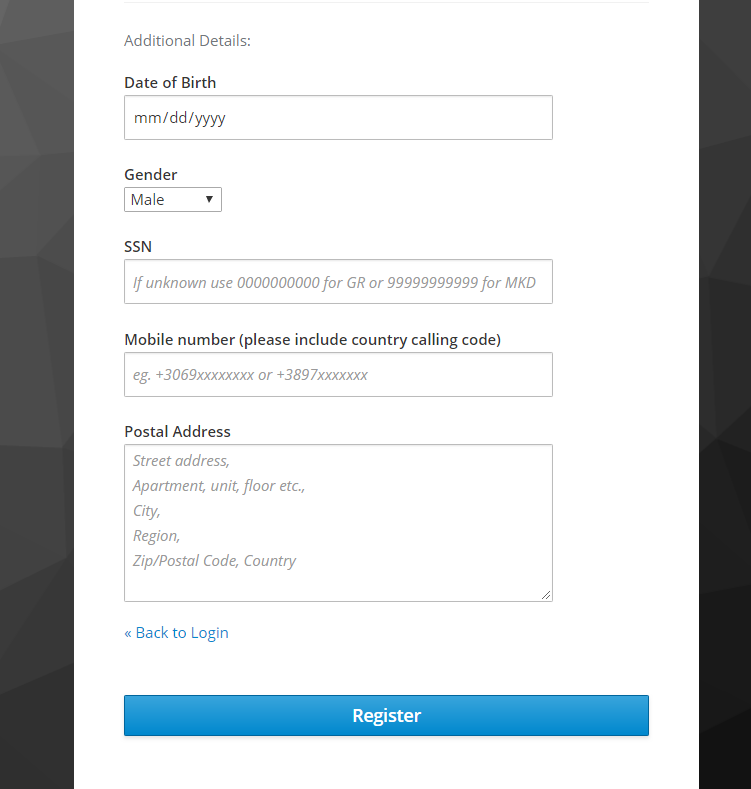 Additional Details:
Date of Birth
mm/dd/yyyy
Gender
Male
SSN
If unknown use 0000000000 for GR or 99999999999 for MKD
Mobile number (please include country calling code)
eg. +3069xxxxxxxx or +3897xxxxxxx
Postal Address
Street address,
Apartment, unit, floor etc.,
City,
Region,
Zip/Postal Code, Country
« Back to Login
Register